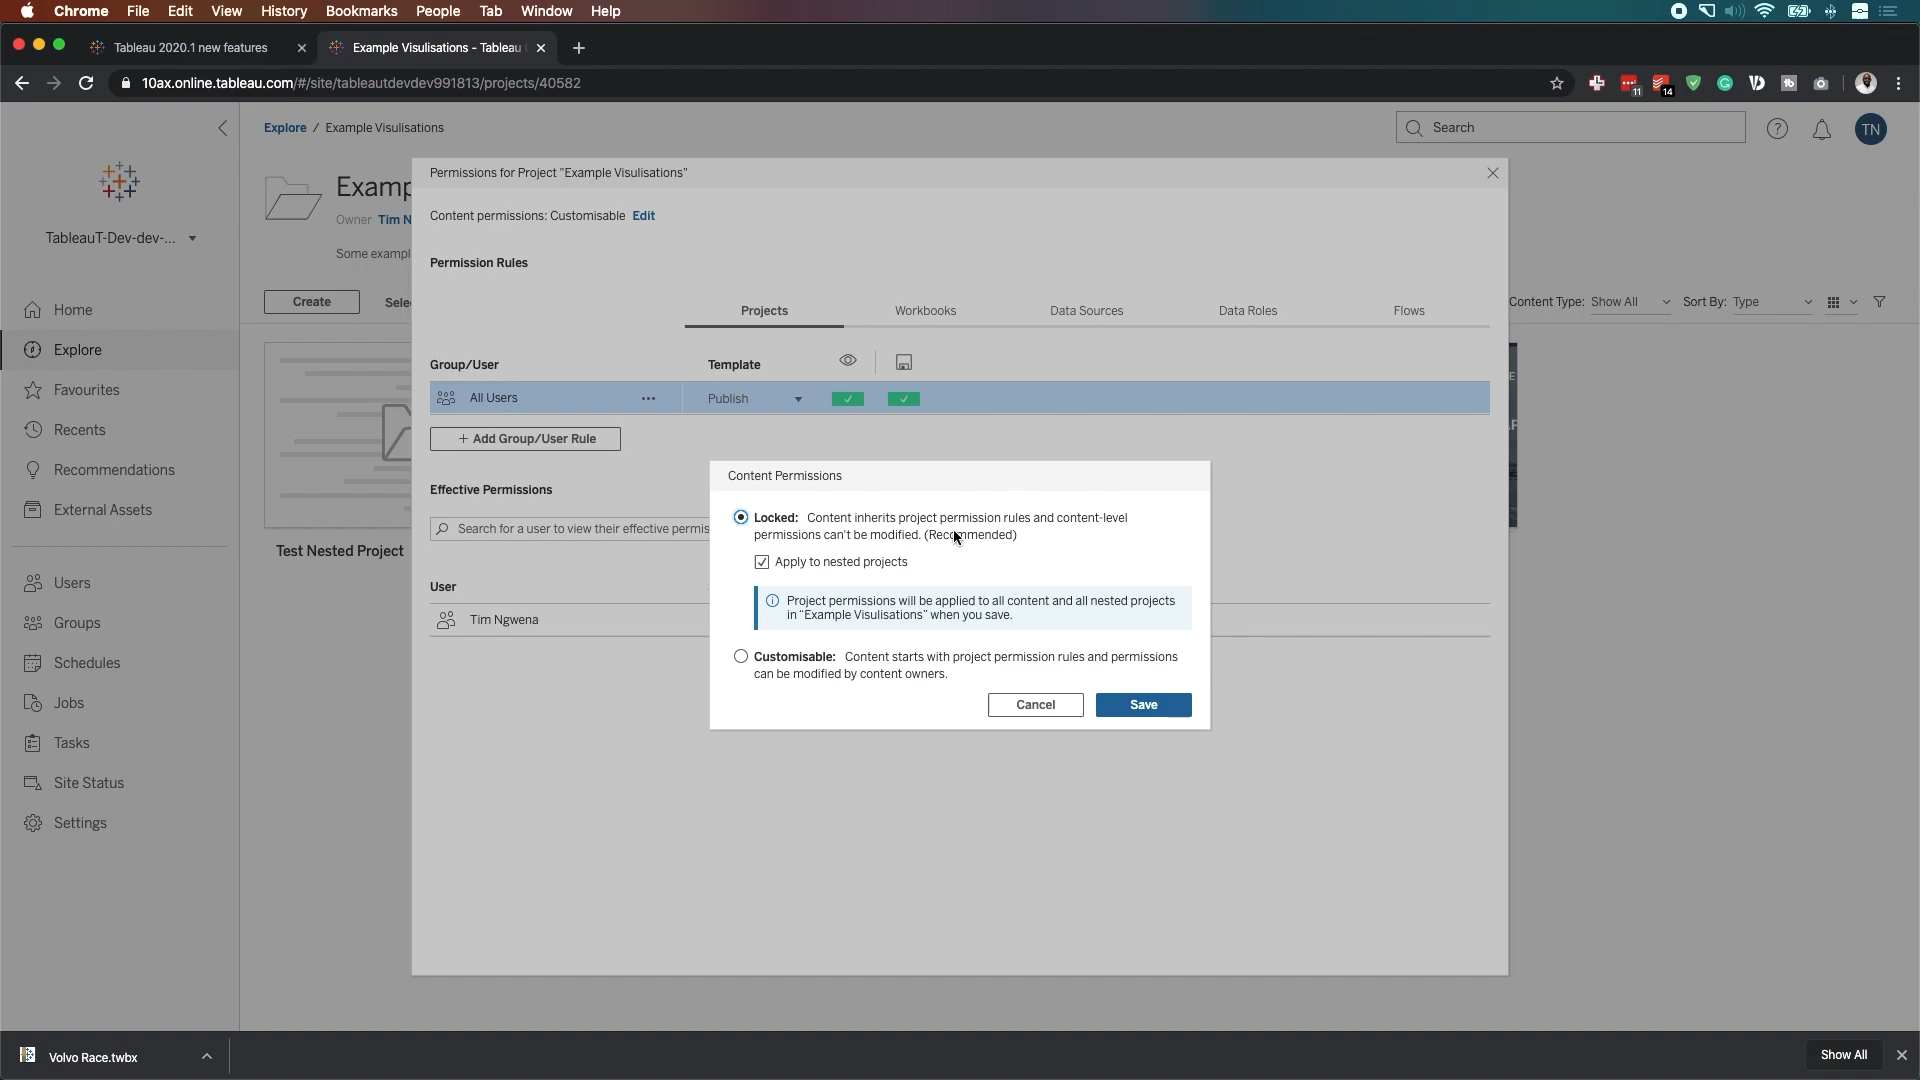 Chrome File Edit View History Bookmarks People Tab Window Help
Tableau 2020.1 new features
Example Visulisations - Tableau
10ax.online.tableau.com/#/site/tableautdevdev991813/projects/40582
11
14
Explore / Example Visulisations
Search
TN
Permissions for Project "Example Visulisations"
Examp
Owner Tim N
Content permissions: Customisable Edit
TableauT-Dev-dev-...
Some exampl
Permission Rules
Create
Selec
Projects
Workbooks
Data Sources
Data Roles
Flows
Content Type: Show All
Sort By: Type
Home
Explore
Favourites
Recents
Recommendations
External Assets
Users
Groups
Schedules
Jobs
Tasks
Site Status
Settings
Group/User
Template
All Users
Publish
+ Add Group/User Rule
Effective Permissions
Search for a user to view their effective permis
Test Nested Project
User
Tim Ngwena
Content Permissions
Locked: Content inherits project permission rules and content-level
permissions can't be modified. (Recommended)
Apply to nested projects
Project permissions will be applied to all content and all nested projects
in "Example Visulisations" when you save.
Customisable: Content starts with project permission rules and permissions
can be modified by content owners.
Cancel
Save
Volvo Race.twbx
Show All